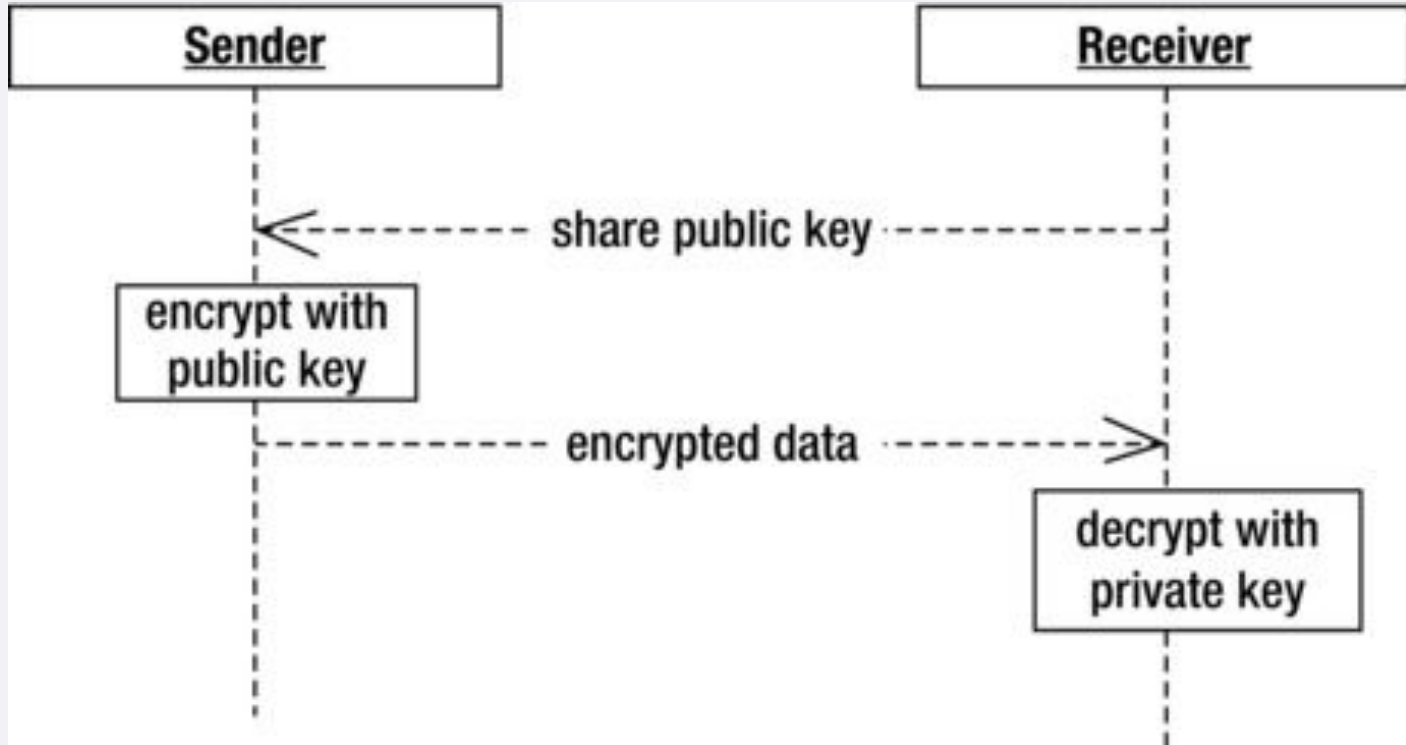 Sender
Receiver
share public key
encrypt with
public key
encrypted data
decrypt with
private key